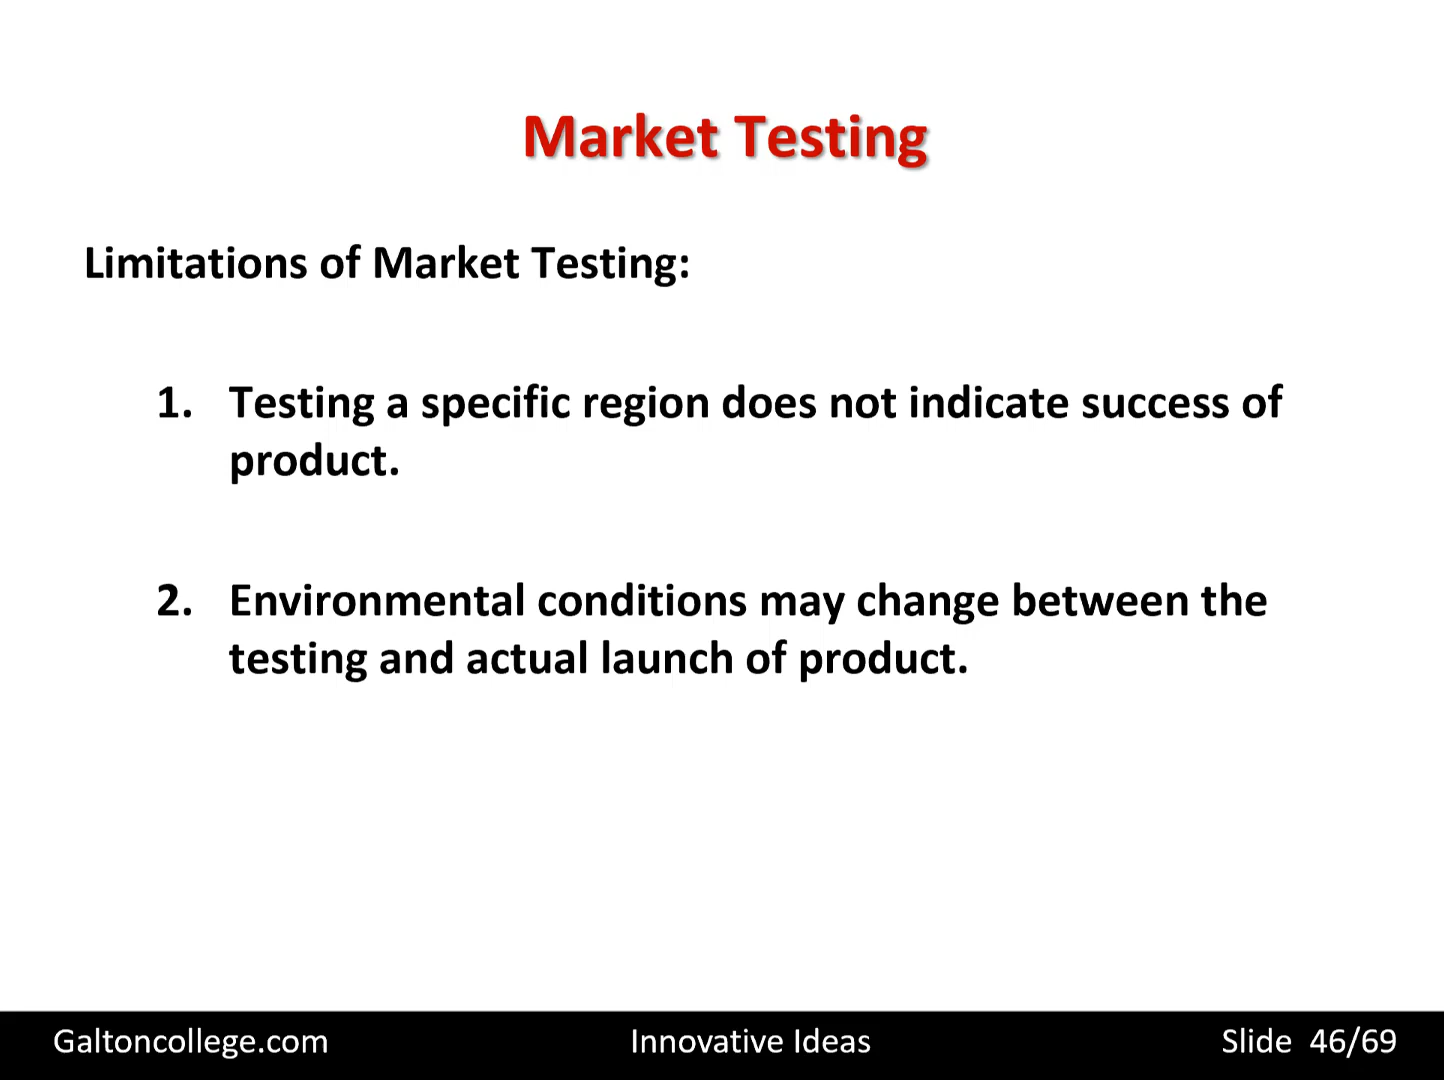 Market Testing
Limitations of Market Testing:
1. Testing a specific region does not indicate success of
product.
2. Environmental conditions may change between the
testing and actual launch of product.
Galtoncollege.com Innovative Ideas Slide 46/69